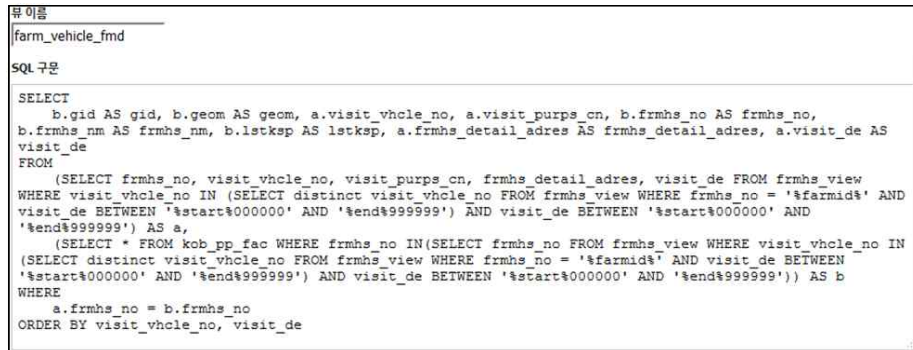 뷰 이름
farm_vehicle_fmd
SQL 구문
SELECT
b.gid AS gid, b.geom AS geom, a.visit_vhcle_no, a.visit_purps_cn, b.frmhs_no AS frmhs_no,
b.frmhs_nm AS frmhs_nm, b.lstksp AS lstksp, a.frmhs_detail_adres AS frmhs_detail_adres, a.visit_de AS
visit_de
FROM
(SELECT frmhs_no, visit_vhcle_no, visit_purps_cn, frmhs_detail_adres, visit_de FROM frmhs_view
WHERE visit_vhcle_no IN (SELECT distinct visit_vhcle_no FROM frmhs_view WHERE frmhs_no = '%farmid%' AND
visit_de BETWEEN '%start%000000' AND '%end%999999') AND visit_de BETWEEN '%start%000000' AND
'%end%999999') AS a,
(SELECT * FROM kob_pp_fac WHERE frmhs_no IN(SELECT frmhs_no FROM frmhs_view WHERE visit_vhcle_no IN
(SELECT distinct visit_vhcle_no FROM frmhs_view WHERE frmhs_no = '%farmid%' AND visit_de BETWEEN
'%start%000000' AND '%end%999999') AND visit_de BETWEEN '%start%000000' AND '%end%999999')) AS b
WHERE
a.frmhs_no = b.frmhs_no
ORDER BY visit_vhcle_no, visit_de